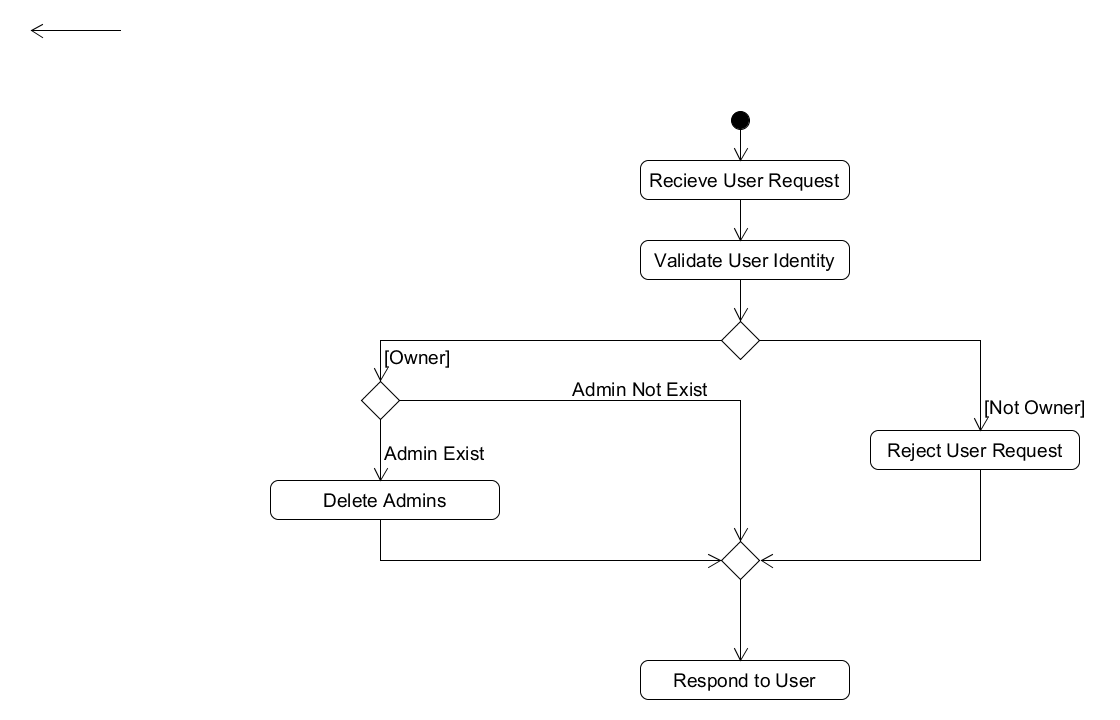 Recieve User Request
Validate User Identity
[Owner]
Admin Not Exist
[Not Owner]
Reject User Request
Admin Exist
Delete Admins
Respond to User